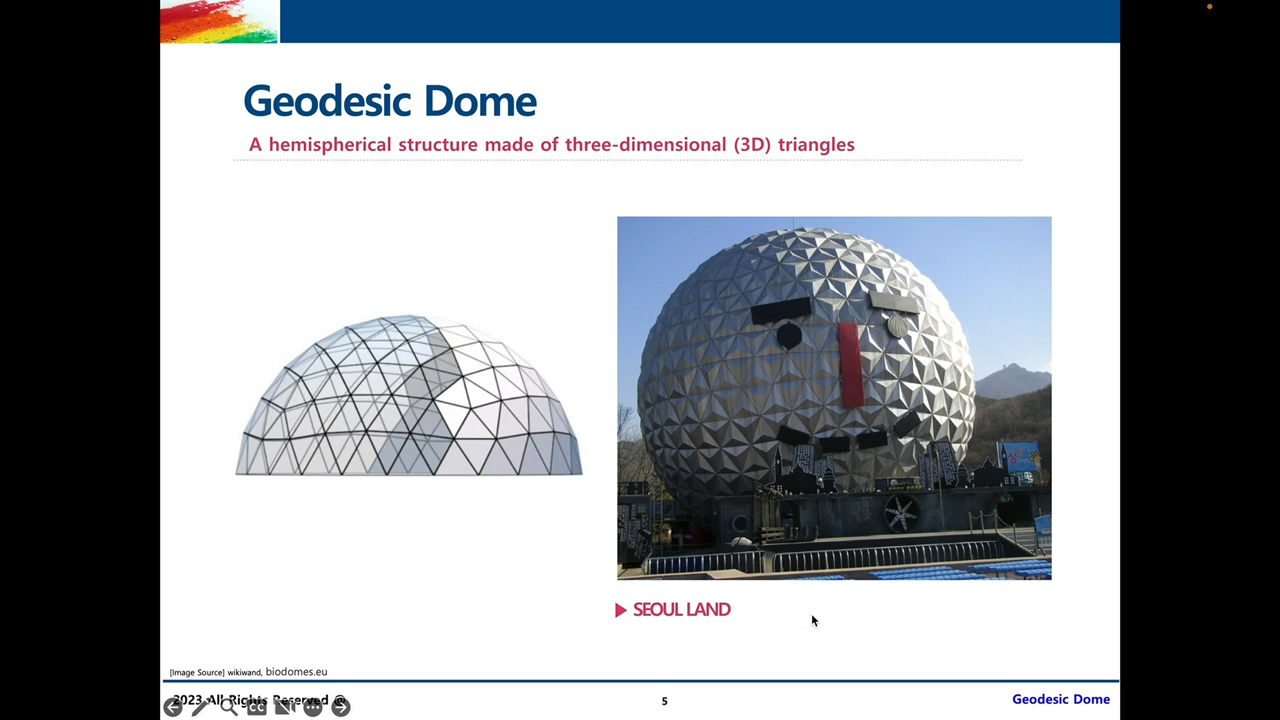 Geodesic Dome
A hemispherical structure made of three-dimensional (3D) triangles
SEOUL LAND
[Image Source] wikiwand, biodomes.eu
2023 All Rights Reserved @
5
Geodesic Dome